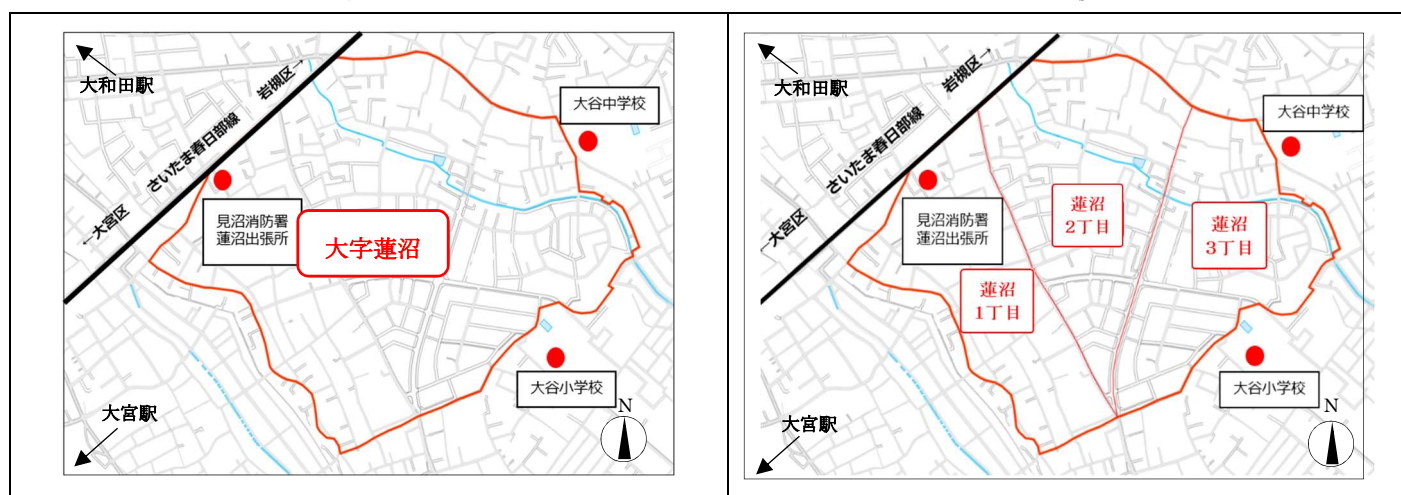 大和田駅
岩槻区→
さいたま春日部線
←大宮区
大谷中学校
見沼消防署
蓮沼出張所
大字蓮沼
大谷小学校
大宮駅
N
大和田駅
岩槻区→
さいたま春日部線
←大宮区
大谷中学校
見沼消防署
蓮沼出張所
蓮沼
2丁目
蓮沼
3丁目
蓮沼
1丁目
大谷小学校
大宮駅
N